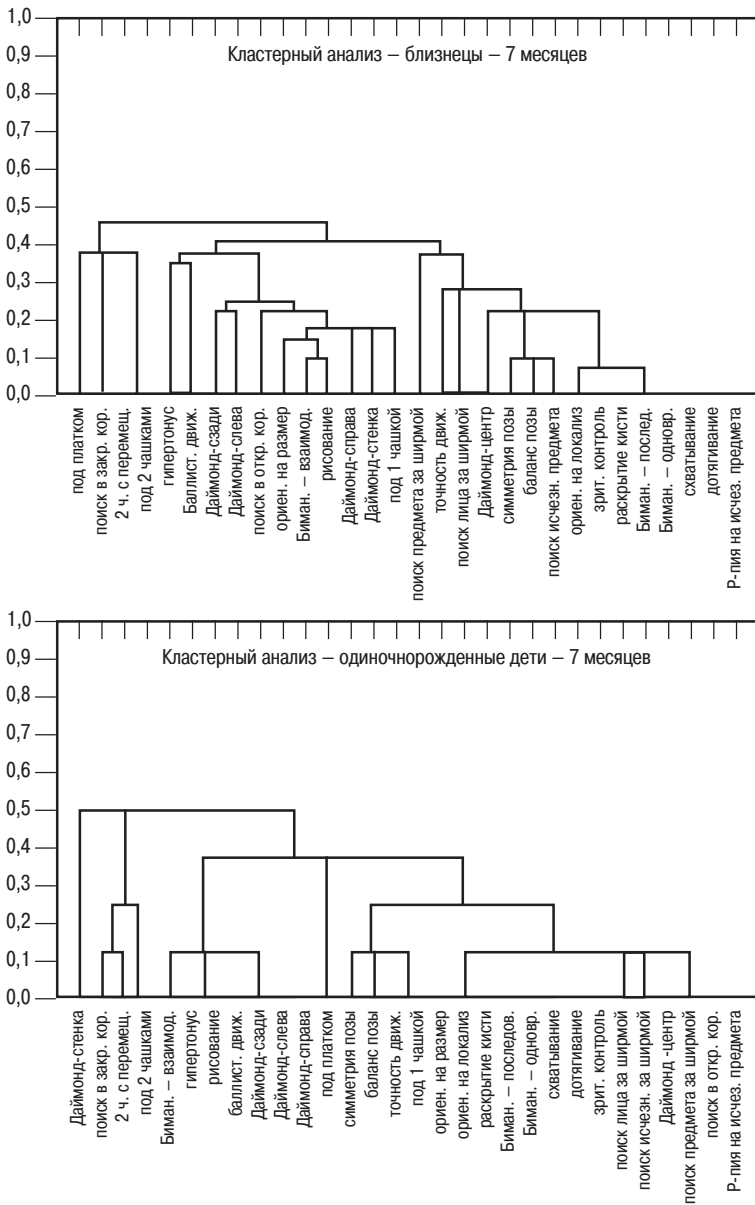 1,0
0,9
Кластерный анализ – близнецы – 7 месяцев
0,8
0,7
0,6
0,5
0,4
0,3
0,2
0,1
0,0
под платком
поиск в закр. кор.
2 ч. с перемещ.
под 2 чашками
гипертонус
Баллист. движ.
Даймонд-сзади
Даймонд-слева
поиск в откр. кор.
ориен. на размер
Биман. – взаимод.
рисование
Даймонд-справа
Даймонд-стенка
под 1 чашкой
поиск предмета за ширмой
точность движ.
поиск лица за ширмой
Даймонд-центр
симметрия позы
баланс позы
поиск исчезн. предмета
ориен. на локализ
зрит. контроль
раскрытие кисти
Биман. – послед.
Биман. – одновр.
схватывание
дотягивание
Р-пия на исчез. предмета
1,0
0,9
Кластерный анализ – одиночнорожденные дети – 7 месяцев
0,8
0,7
0,6
0,5
0,4
0,3
0,2
0,1
0,0
Даймонд-стенка
поиск в закр. кор.
2 ч. с перемещ.
под 2 чашками
Биман. – взаимод.
гипертонус
рисование
баллист. движ.
Даймонд-сзади
Даймонд-слева
Даймонд-справа
под платком
симметрия позы
баланс позы
точность движ.
под 1 чашкой
ориен. на размер
ориен. на локализ
раскрытие кисти
Биман. – последов.
Биман. – одновр.
схватывание
дотягивание
зрит. контроль
поиск лица за ширмой
поиск исчезн. за ширмой
Даймонд -центр
поиск предмета за ширмой
поиск в откр. кор.
Р-пия на исчез. предмета